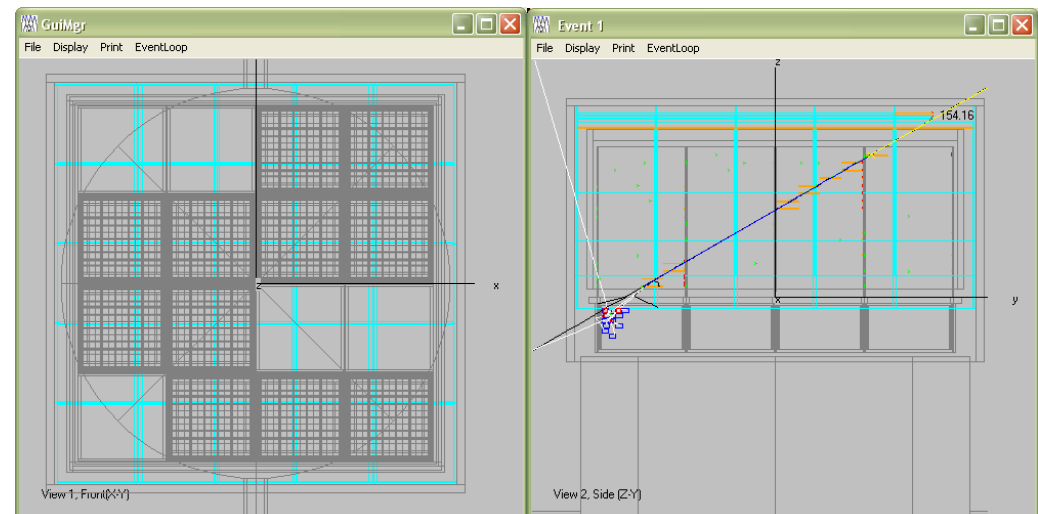 GuiMgr
File Display Print EventLoop
z
x
View 1, Front(X-Y)
Event 1
File Display Print EventLoop
z
154.16
x
y
View 2, Side (Z-Y)